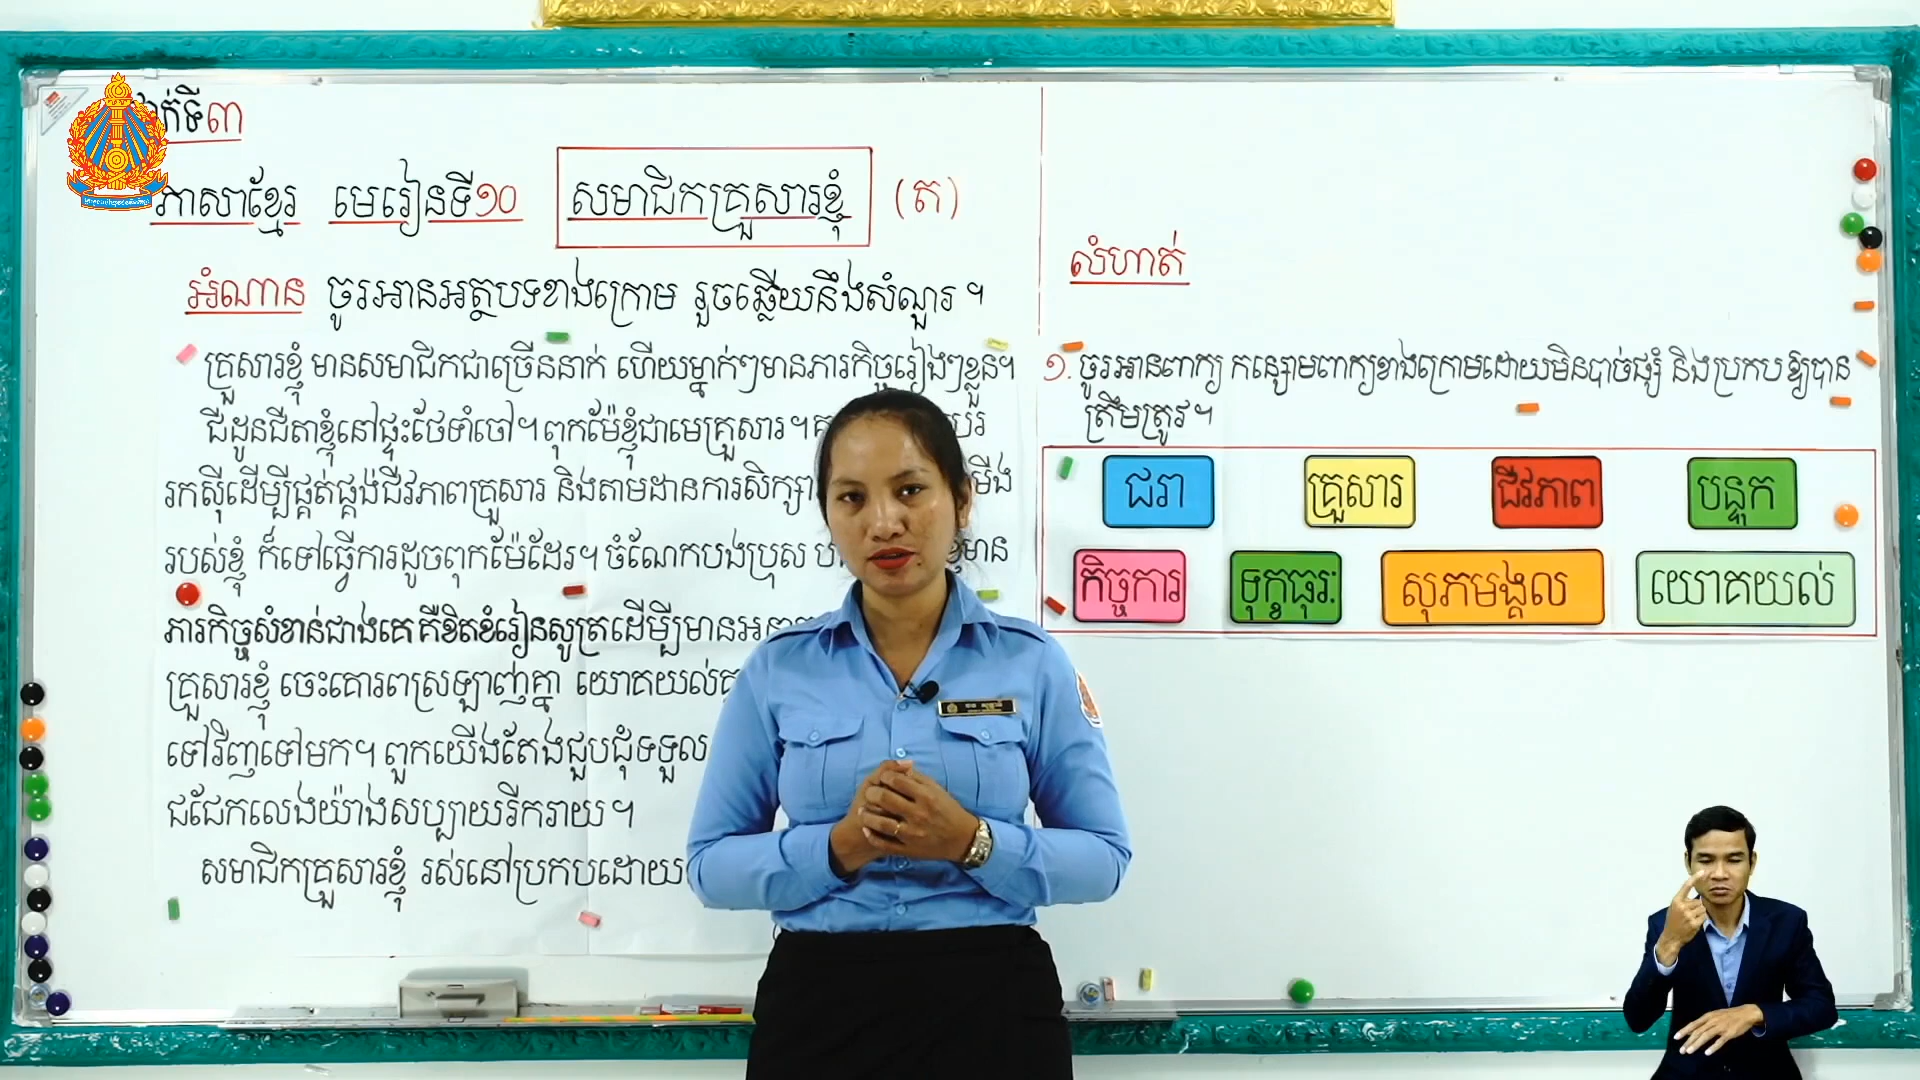 ទី៣
ភាសាខ្មែរ មេរៀនទី១០ សមាជិកគ្រួសារខ្ញុំ (ត)
អំណាន ចូរអានអត្ថបទខាងក្រោម រួចឆ្លើយនឹងសំណួរ ។
គ្រួសារខ្ញុំ មានសមាជិកជាច្រើននាក់ ហើយម្នាក់ៗមានភារកិច្ចរៀងៗខ្លួន។
ជីដូនជីតាខ្ញុំនៅផ្ទះថែទាំចៅ។ ពុកម៉ែខ្ញុំជាមេគ្រួសារ។
រកស៊ីដើម្បីផ្គត់ផ្គង់ជីវភាពគ្រួសារ និងតាមដានការសិក្សា មីង
របស់ខ្ញុំ ក៏ទៅធ្វើការដូចពុកម៉ែដែរ។ ចំណែកបងប្រុស មាន
ភារកិច្ចសំខាន់ជាងគេ គឺខិតខំរៀនសូត្រដើម្បីមាន
គ្រួសារខ្ញុំ ចេះគោរពស្រឡាញ់គ្នា យោគយល់
ទៅវិញទៅមក។ ពួកយើងតែងជួបជុំទទួល
ជជែកលេងយ៉ាងសប្បាយរីករាយ ។
សមាជិកគ្រួសារខ្ញុំ រស់នៅប្រកបដោយ
លំហាត់
១. ចូរអានពាក្យ កន្សោមពាក្យខាងក្រោមដោយមិនបាច់ផ្សំ និងប្រកបឱ្យបាន
ត្រឹមត្រូវ ។
ជរា គ្រួសារ ជីវភាព បន្ទុក
កិច្ចការ ទុក្ខធុរៈ សុភមង្គល យោគយល់